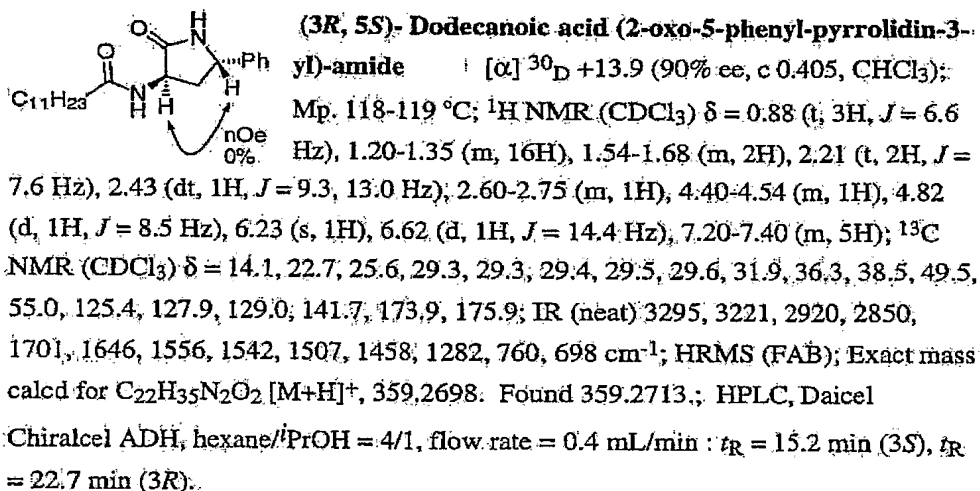 (3R, 5S)- Dodecanoic acid (2-oxo-5-phenyl-pyrrolidin-3-
yl)-amide [α] ³⁰D +13.9 (90% ee, c 0.405, CHCl₃);
Mp. 118-119 °C; ¹H NMR (CDCl₃) δ = 0.88 (t, 3H, J = 6.6
Hz), 1.20-1.35 (m, 16H), 1.54-1.68 (m, 2H), 2.21 (t, 2H, J =
7.6 Hz), 2.43 (dt, 1H, J = 9.3, 13.0 Hz), 2.60-2.75 (m, 1H), 4.40-4.54 (m, 1H), 4.82
(d, 1H, J = 8.5 Hz), 6.23 (s, 1H), 6.62 (d, 1H, J = 14.4 Hz), 7.20-7.40 (m, 5H); ¹³C
NMR (CDCl₃) δ = 14.1, 22.7, 25.6, 29.3, 29.3, 29.4, 29.5, 29.6, 31.9, 36.3, 38.5, 49.5,
55.0, 125.4, 127.9, 129.0, 141.7, 173.9, 175.9; IR (neat) 3295, 3221, 2920, 2850,
1701, 1646, 1556, 1542, 1507, 1458, 1282, 760, 698 cm⁻¹; HRMS (FAB); Exact mass
calcd for C₂₂H₃₅N₂O₂ [M+H]⁺, 359.2698. Found 359.2713.; HPLC, Daicel
Chiralcel ADH, hexane/ⁱPrOH = 4/1, flow rate = 0.4 mL/min : tR = 15.2 min (3S), tR
= 22.7 min (3R).
H
O
N
Ph
O
C₁₁H₂₃
N
H
H
H
nOe
0%